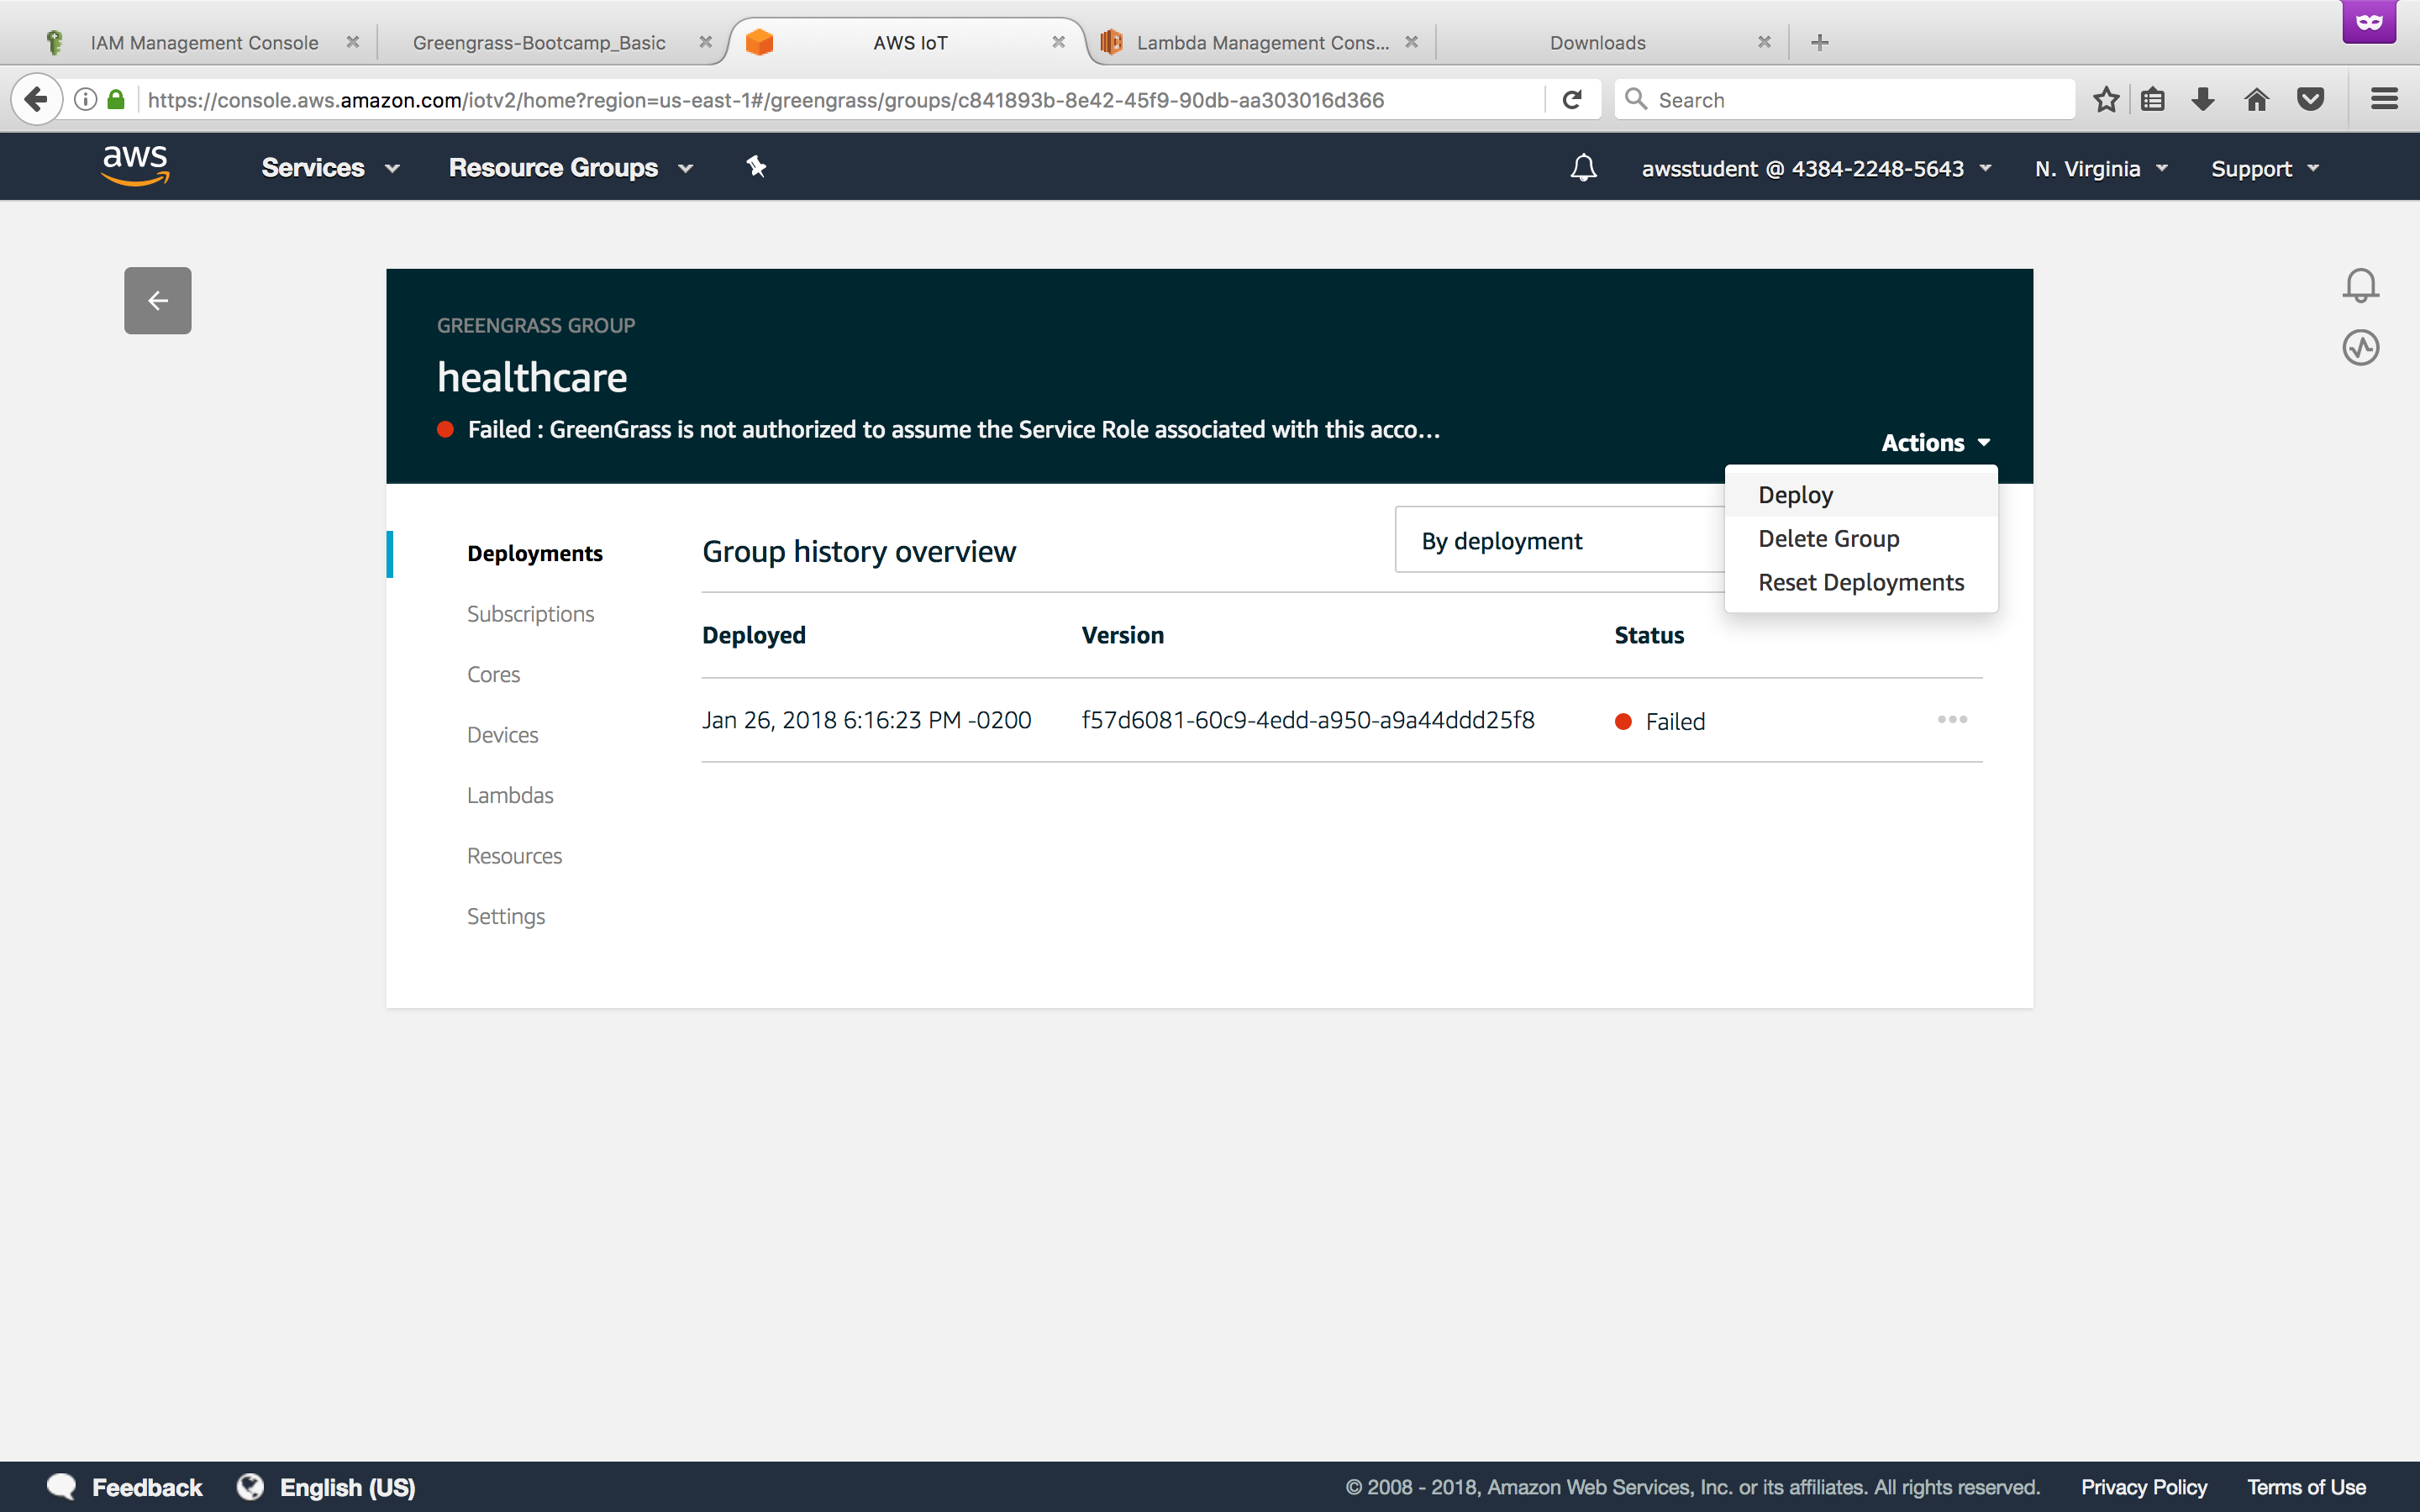 IAM Management Console
Greengrass-Bootcamp_Basic
AWS IoT
Lambda Management Cons...
Downloads
https://console.aws.amazon.com/iotv2/home?region=us-east-1#/greengrass/groups/c841893b-8e42-45f9-90db-aa303016d366
Search
aws
Services
Resource Groups
awsstudent @ 4384-2248-5643
N. Virginia
Support
GREENGRASS GROUP
healthcare
Failed : GreenGrass is not authorized to assume the Service Role associated with this acco...
Actions
Deploy
Delete Group
Reset Deployments
Deployments
Subscriptions
Cores
Devices
Lambdas
Resources
Settings
Group history overview
By deployment
Deployed Version Status
Jan 26, 2018 6:16:23 PM -0200 f57d6081-60c9-4edd-a950-a9a44ddd25f8 Failed
Feedback
English (US)
© 2008 - 2018, Amazon Web Services, Inc. or its affiliates. All rights reserved.
Privacy Policy
Terms of Use